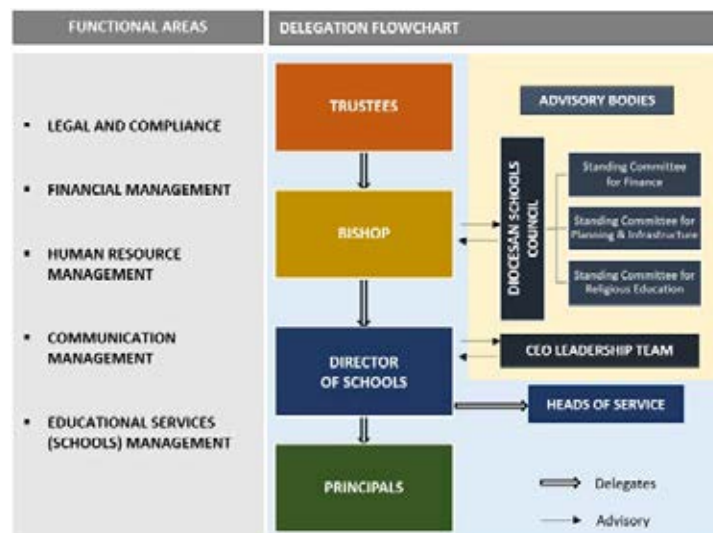 FUNCTIONAL AREAS
▪ LEGAL AND COMPLIANCE
▪ FINANCIAL MANAGEMENT
▪ HUMAN RESOURCE
MANAGEMENT
▪ COMMUNICATION
MANAGEMENT
▪ EDUCATIONAL SERVICES
(SCHOOLS) MANAGEMENT
DELEGATION FLOWCHART
TRUSTEES
BISHOP
DIRECTOR
OF SCHOOLS
PRINCIPALS
ADVISORY BODIES
DIOCESAN SCHOOLS
COUNCIL
Standing Committee
for Finance
Standing Committee for
Planning & Infrastructure
Standing Committee for
Religious Education
CEO LEADERSHIP TEAM
HEADS OF SERVICE
Delegates
Advisory